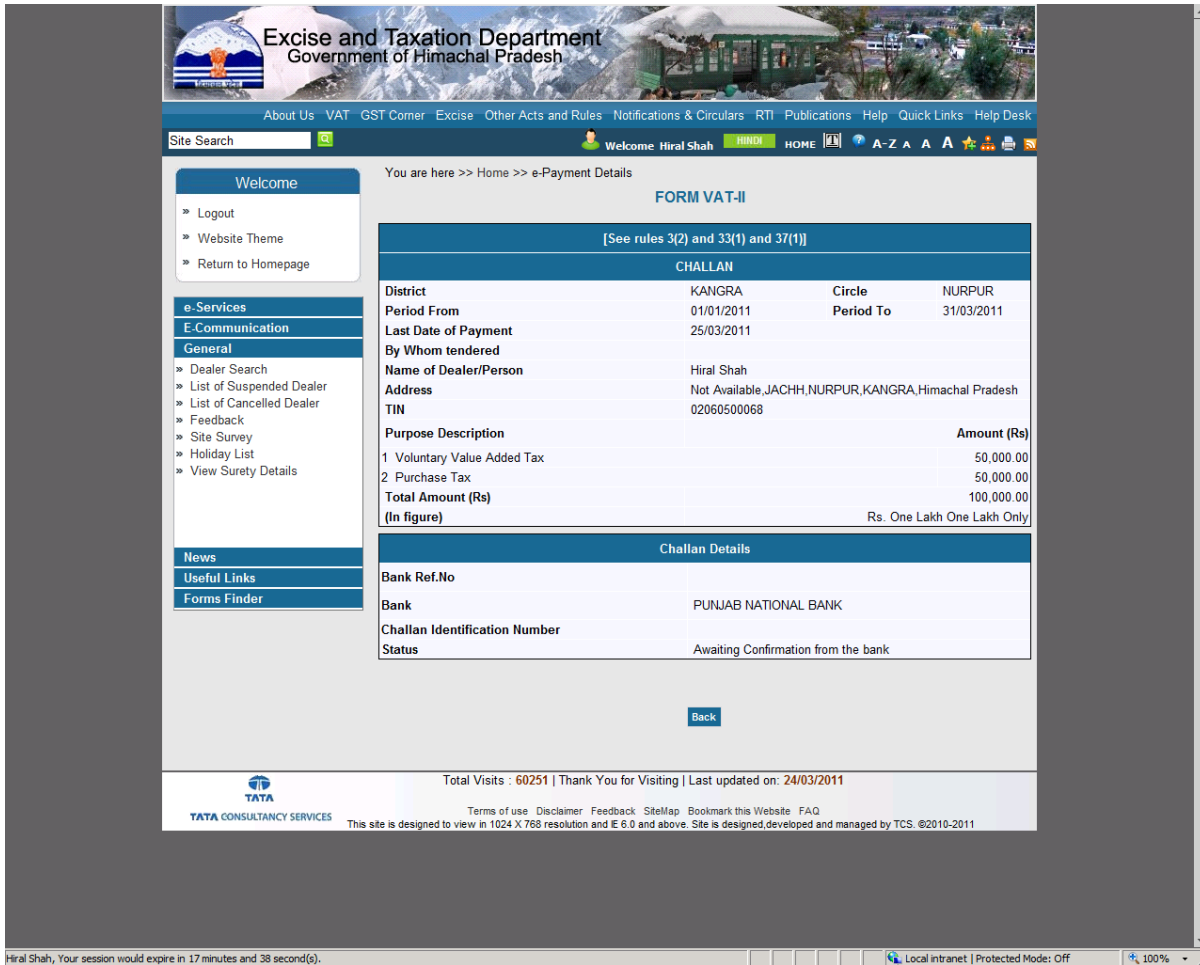 Excise and Taxation Department
Government of Himachal Pradesh
About Us VAT GST Corner Excise Other Acts and Rules Notifications & Circulars RTI Publications Help Quick Links Help Desk
Site Search Welcome Hiral Shah HINDI HOME T ? A-Z A A A
Welcome
» Logout
» Website Theme
» Return to Homepage
e-Services
E-Communication
General
» Dealer Search
» List of Suspended Dealer
» List of Cancelled Dealer
» Feedback
» Site Survey
» Holiday List
» View Surety Details
News
Useful Links
Forms Finder
You are here >> Home >> e-Payment Details
FORM VAT-II
[See rules 3(2) and 33(1) and 37(1)]
CHALLAN
District KANGRA Circle NURPUR
Period From 01/01/2011 Period To 31/03/2011
Last Date of Payment 25/03/2011
By Whom tendered
Name of Dealer/Person Hiral Shah
Address Not Available,JACHH,NURPUR,KANGRA,Himachal Pradesh
TIN 02060500068
Purpose Description Amount (Rs)
1 Voluntary Value Added Tax 50,000.00
2 Purchase Tax 50,000.00
Total Amount (Rs) 100,000.00
(In figure) Rs. One Lakh One Lakh Only
Challan Details
Bank Ref.No
Bank PUNJAB NATIONAL BANK
Challan Identification Number
Status Awaiting Confirmation from the bank
Back
TATA
TATA CONSULTANCY SERVICES
Total Visits : 60251 | Thank You for Visiting | Last updated on: 24/03/2011
Terms of use Disclaimer Feedback SiteMap Bookmark this Website FAQ
This site is designed to view in 1024 X 768 resolution and IE 6.0 and above. Site is designed,developed and managed by TCS. ©2010-2011
Hiral Shah, Your session would expire in 17 minutes and 38 second(s). Local intranet | Protected Mode: Off 100%